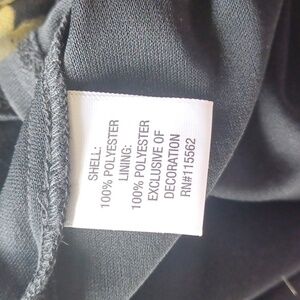 SHELL:
100% POLYESTER
LINING:
100% POLYESTER
EXCLUSIVE OF
DECORATION
RN#115562